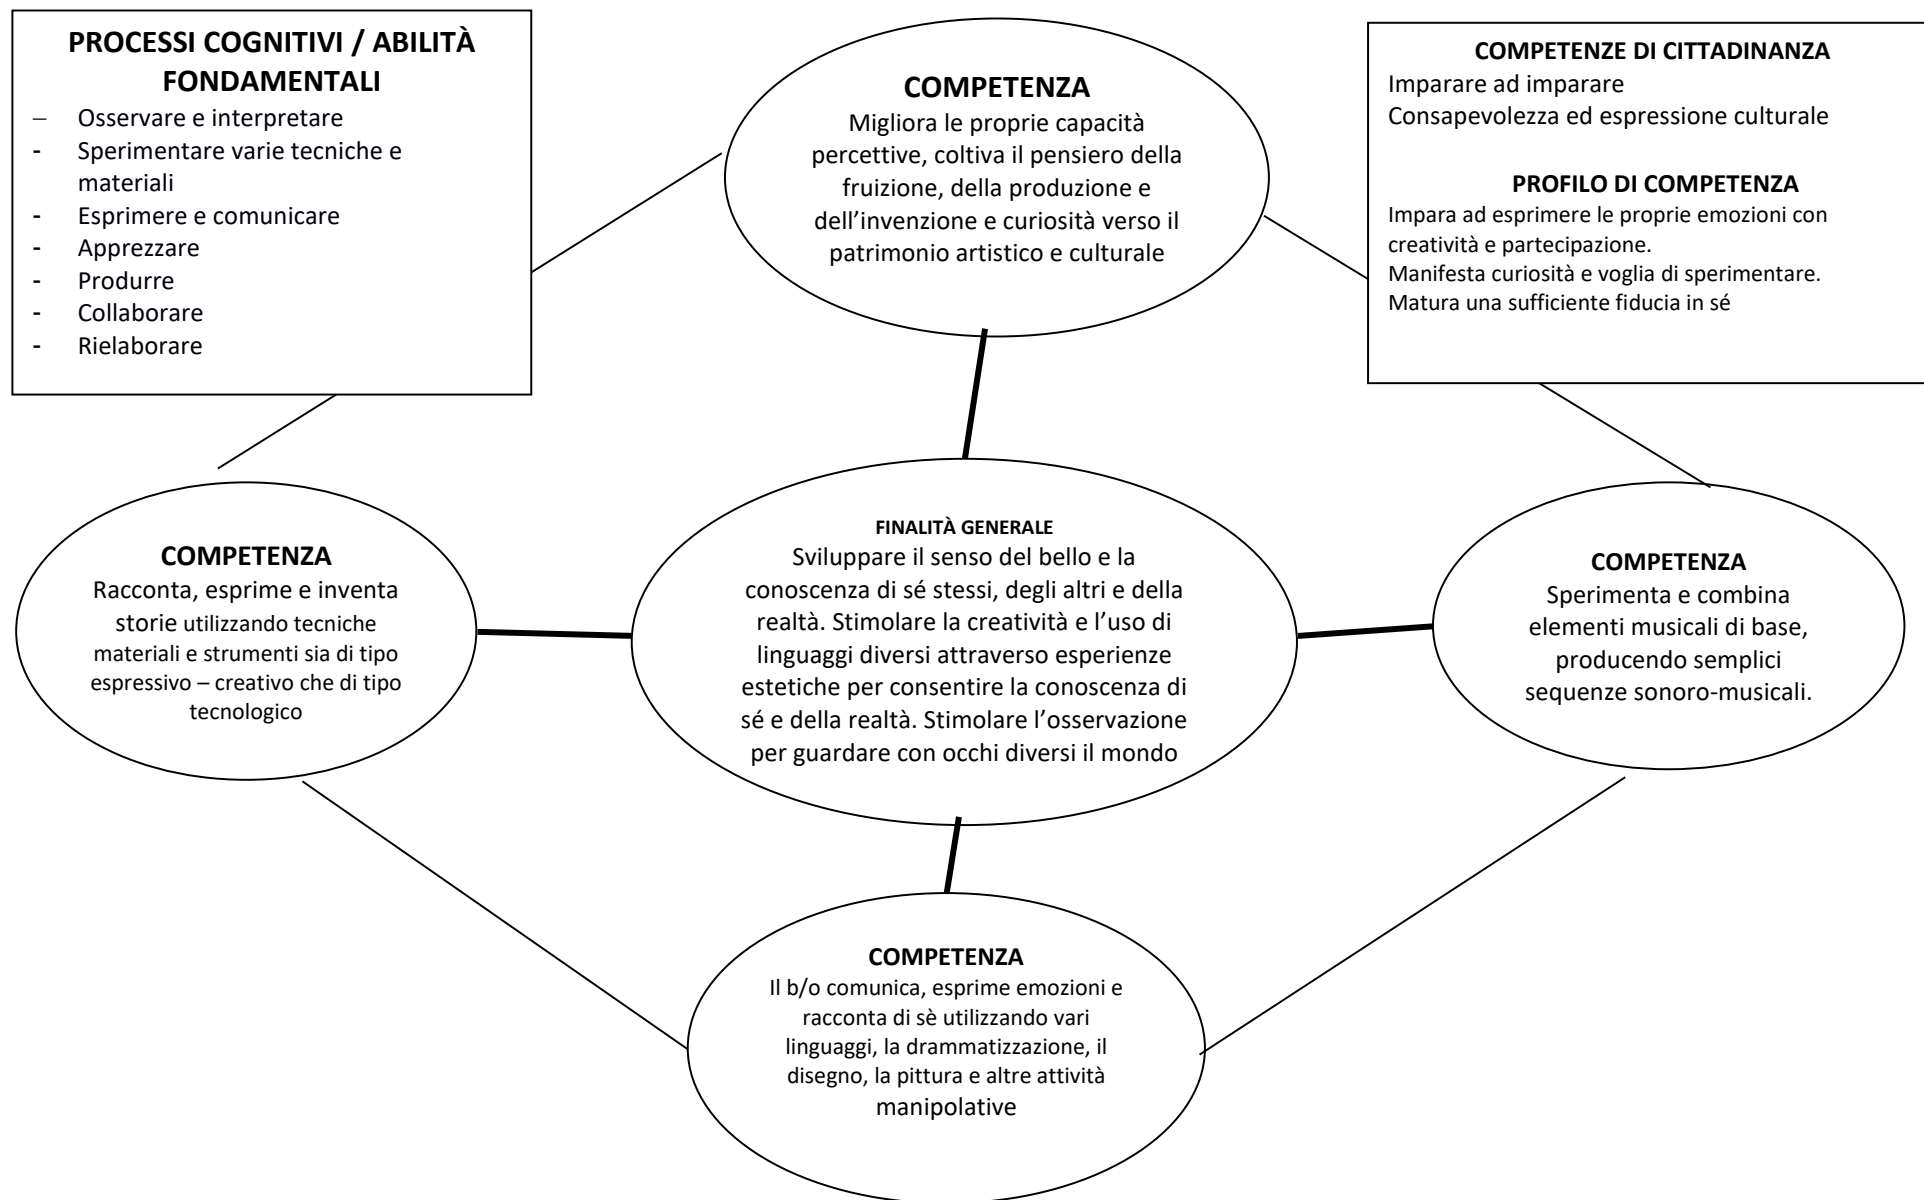 PROCESSI COGNITIVI / ABILITÀ
FONDAMENTALI
– Osservare e interpretare
- Sperimentare varie tecniche e
materiali
- Esprimere e comunicare
- Apprezzare
- Produrre
- Collaborare
- Rielaborare
COMPETENZA
Migliora le proprie capacità
percettive, coltiva il pensiero della
fruizione, della produzione e
dell’invenzione e curiosità verso il
patrimonio artistico e culturale
COMPETENZE DI CITTADINANZA
Imparare ad imparare
Consapevolezza ed espressione culturale
PROFILO DI COMPETENZA
Impara ad esprimere le proprie emozioni con
creatività e partecipazione.
Manifesta curiosità e voglia di sperimentare.
Matura una sufficiente fiducia in sé
COMPETENZA
Racconta, esprime e inventa
storie utilizzando tecniche
materiali e strumenti sia di tipo
espressivo – creativo che di tipo
tecnologico
FINALITÀ GENERALE
Sviluppare il senso del bello e la
conoscenza di sé stessi, degli altri e della
realtà. Stimolare la creatività e l’uso di
linguaggi diversi attraverso esperienze
estetiche per consentire la conoscenza di
sé e della realtà. Stimolare l’osservazione
per guardare con occhi diversi il mondo
COMPETENZA
Sperimenta e combina
elementi musicali di base,
producendo semplici
sequenze sonoro-musicali.
COMPETENZA
Il b/o comunica, esprime emozioni e
racconta di sè utilizzando vari
linguaggi, la drammatizzazione, il
disegno, la pittura e altre attività
manipolative